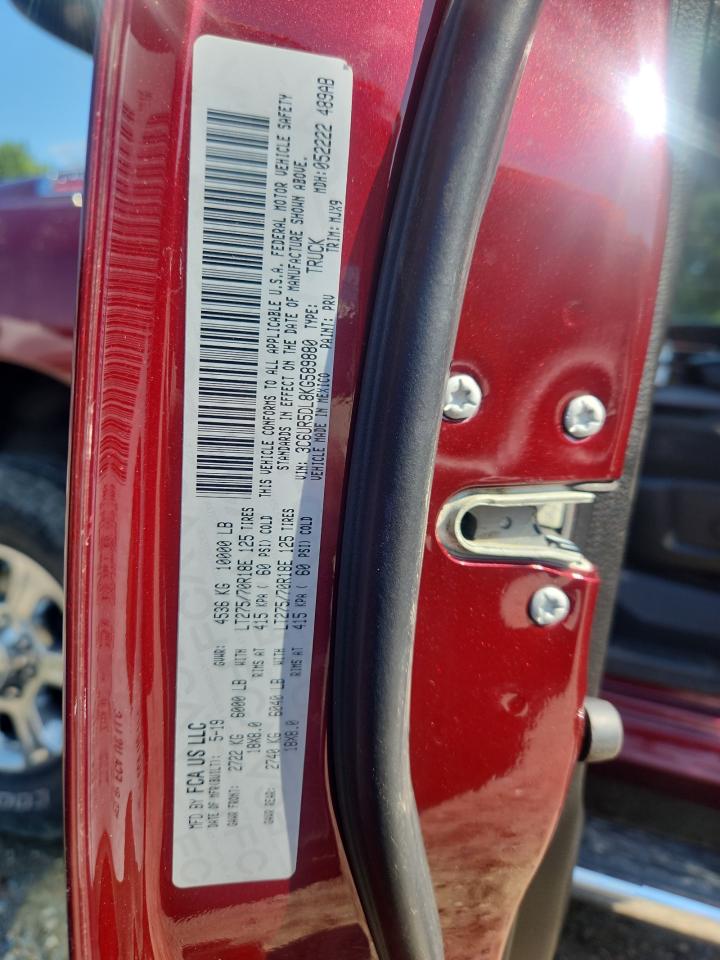 MFD BY FCA US LLC
DATE OF MFR(BUILT): 5-19 GVWR: 4536 KG 10000 LB
GAWR FRONT: 2722 KG 6000 LB WITH LT275/70R18E 125 TIRES
18X8.0 RIMS AT 415 KPA ( 60 PSI) COLD
GAWR REAR: 2740 KG 6040 LB WITH LT275/70R18E 125 TIRES
18X8.0 RIMS AT 415 KPA ( 60 PSI) COLD
THIS VEHICLE CONFORMS TO ALL APPLICABLE U.S.A. FEDERAL MOTOR VEHICLE SAFETY
STANDARDS IN EFFECT ON THE DATE OF MANUFACTURE SHOWN ABOVE.
VIN: 3C6UR5DL8KG589880 TYPE: TRUCK MDH: 052222 489AB
VEHICLE MADE IN MEXICO PAINT: PRV TRIM: MJX9